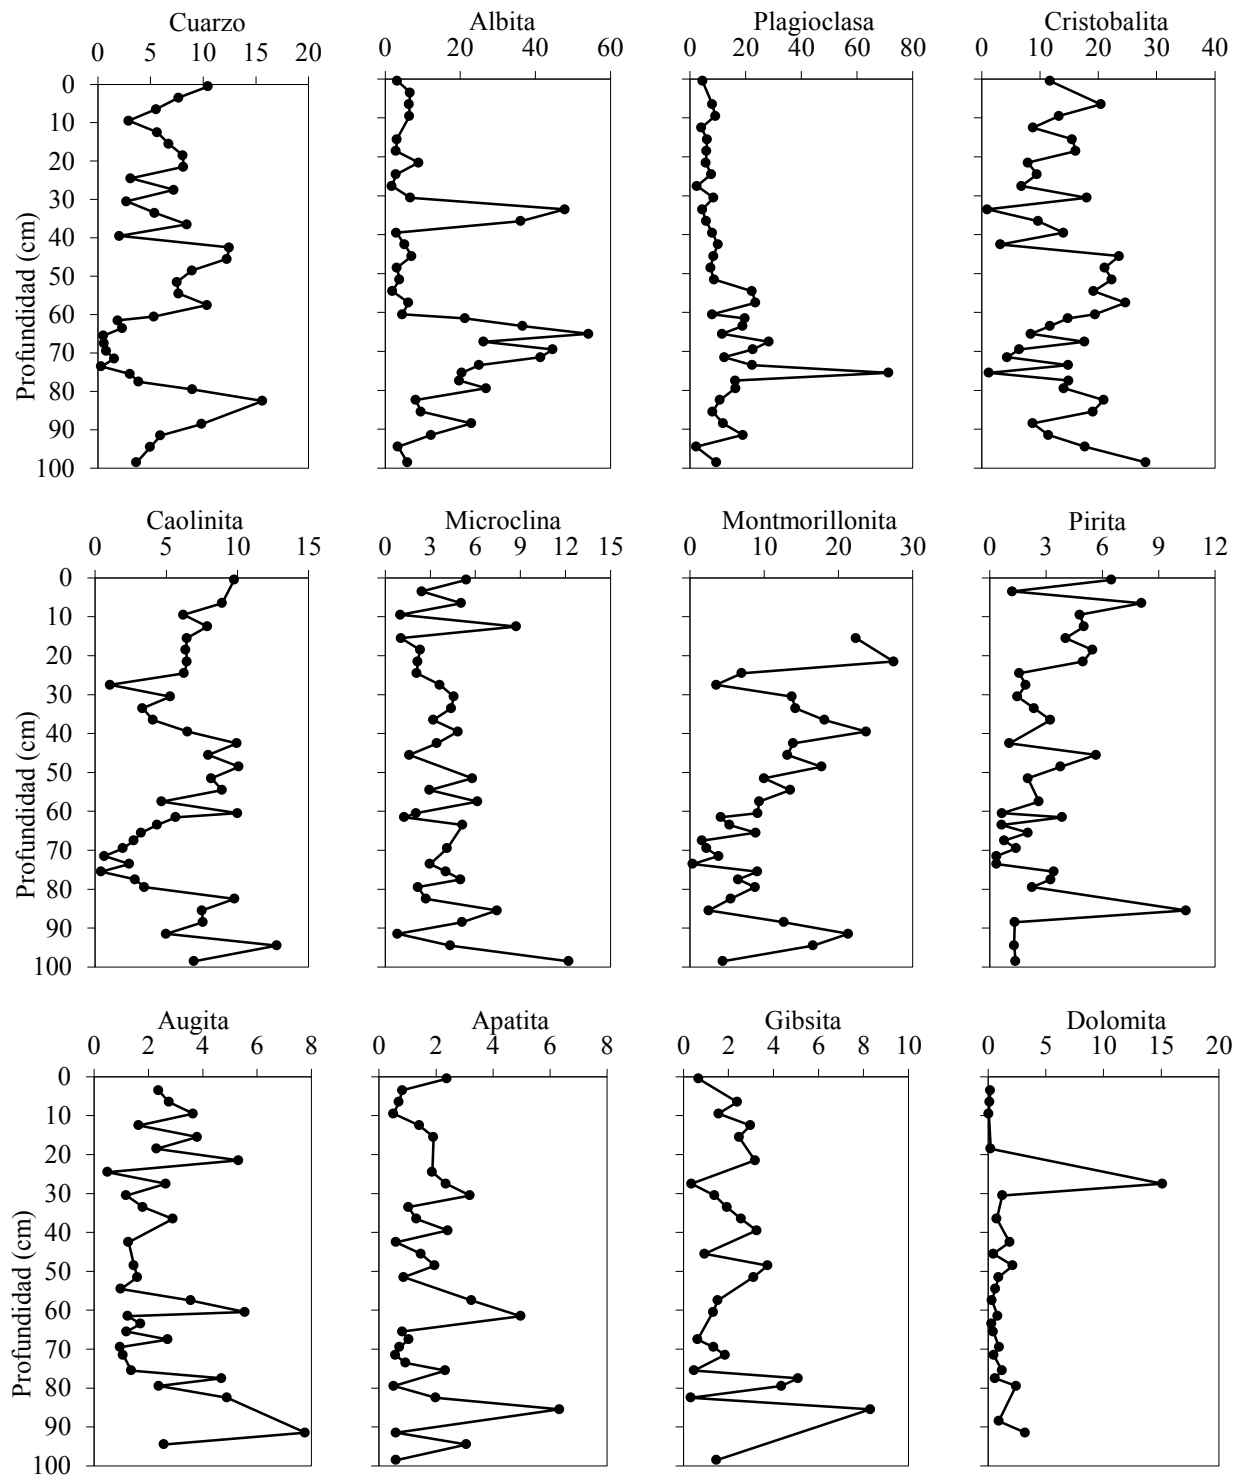 Cuarzo
0 5 10 15 20
Albita
0 20 40 60
Plagioclasa
0 20 40 60 80
Cristobalita
0 10 20 30 40
Profundidad (cm)
0
10
20
30
40
50
60
70
80
90
100
Caolinita
0 5 10 15
Microclina
0 3 6 9 12 15
Montmorillonita
0 10 20 30
Pirita
0 3 6 9 12
Profundidad (cm)
0
10
20
30
40
50
60
70
80
90
100
Augita
0 2 4 6 8
Apatita
0 2 4 6 8
Gibsita
0 2 4 6 8 10
Dolomita
0 5 10 15 20
Profundidad (cm)
0
10
20
30
40
50
60
70
80
90
100